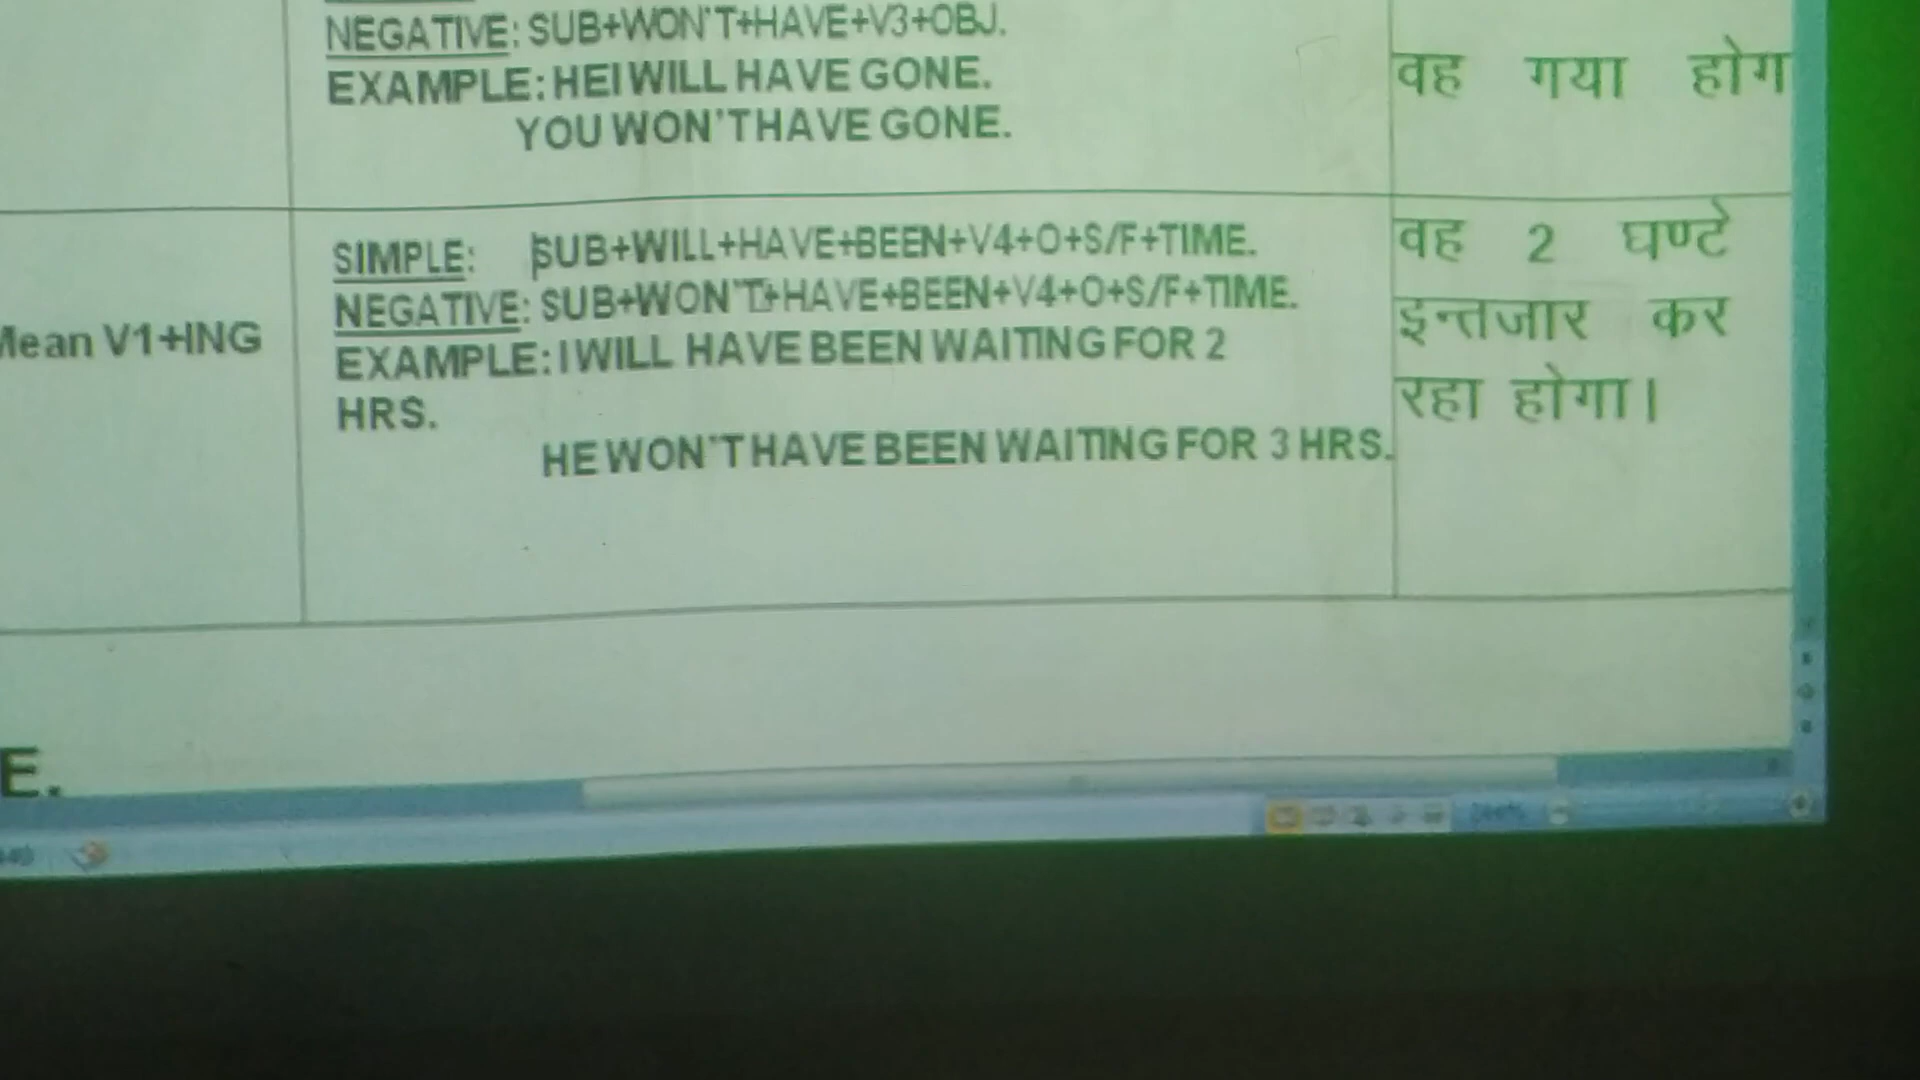 NEGATIVE: SUB+WON'T+HAVE+V3+OBJ.
EXAMPLE: HEIWILL HAVE GONE.
YOU WON'T HAVE GONE.
वह गया होग
Mean V1+ING
SIMPLE: SUB+WILL+HAVE+BEEN+V4+O+S/F+TIME.
NEGATIVE: SUB+WON'T+HAVE+BEEN+V4+O+S/F+TIME.
EXAMPLE: I WILL HAVE BEEN WAITING FOR 2
HRS.
HE WON'T HAVE BEEN WAITING FOR 3 HRS.
वह 2 घण्टे
इन्तजार कर
रहा होगा।
E.